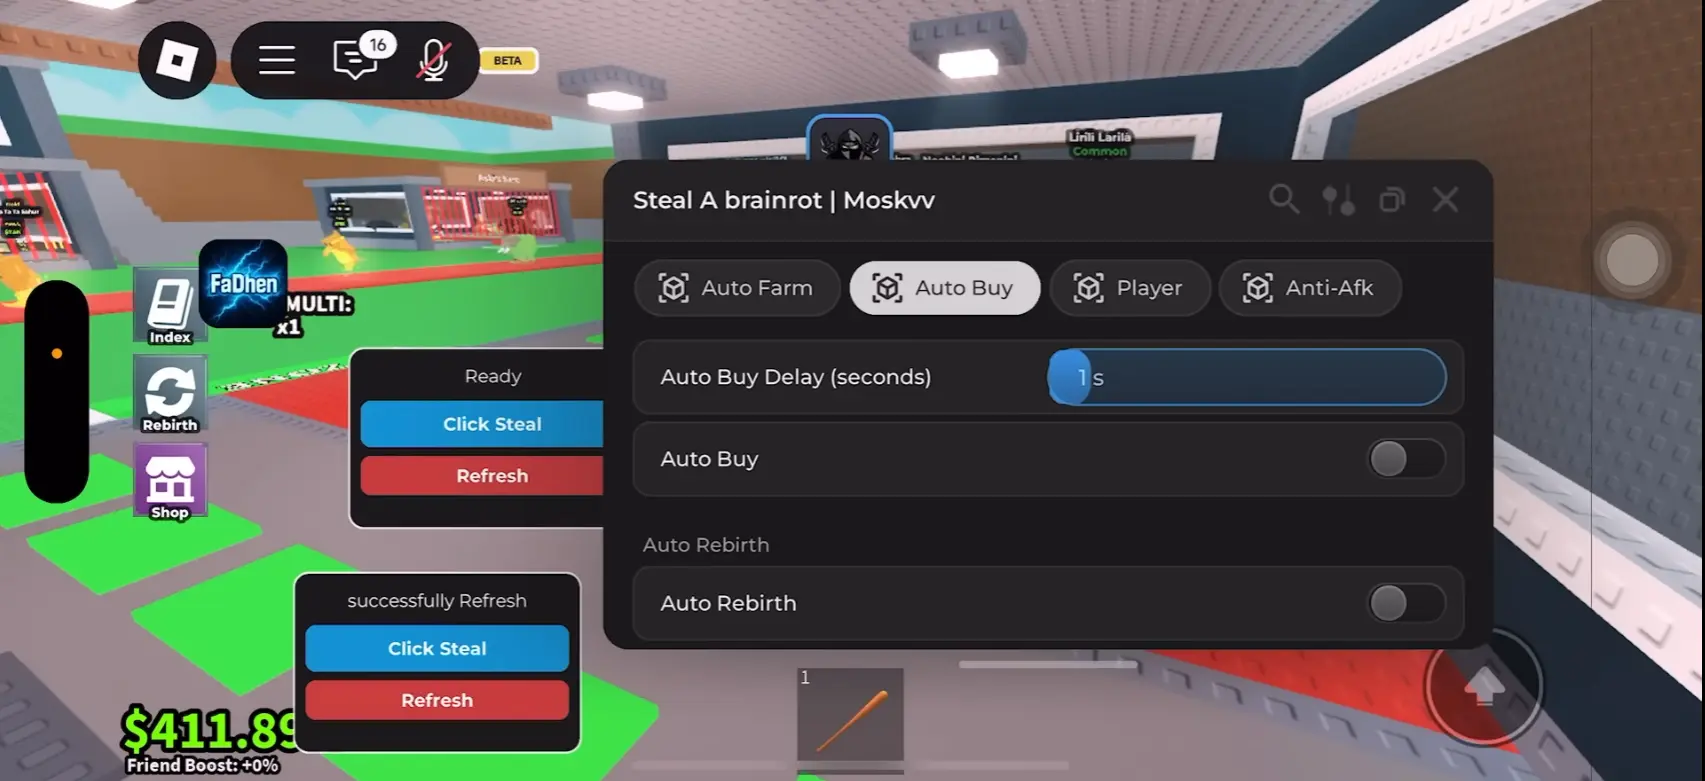 16
BETA
Lirilì Larilà
Common
Steal A brainrot | Moskvv
FaDhen
MULTI:
x1
Index
Auto Farm
Auto Buy
Player
Anti-Afk
Ready
Auto Buy Delay (seconds)
1 s
Click Steal
Rebirth
Auto Buy
Refresh
Shop
Auto Rebirth
successfully Refresh
Auto Rebirth
Click Steal
1
Refresh
$411.89
Friend Boost: +0%